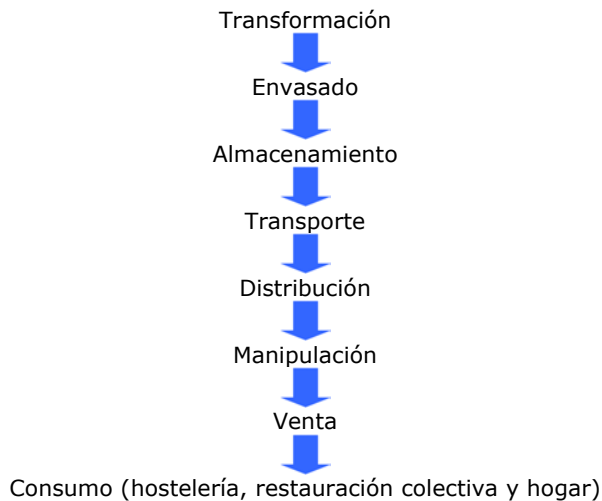 Transformación
Envasado
Almacenamiento
Transporte
Distribución
Manipulación
Venta
Consumo (hostelería, restauración colectiva y hogar)